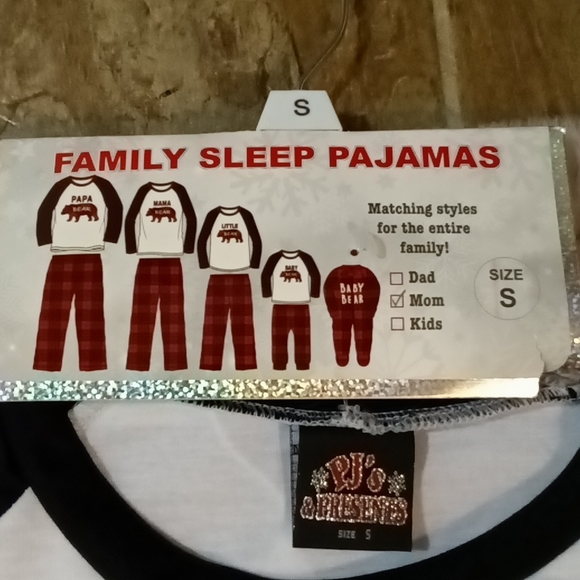 S
FAMILY SLEEP PAJAMAS
PAPA
BEAR
MAMA
BEAR
LITTLE
BEAR
BABY
BEAR
BABY
BEAR
Matching styles
for the entire
family!
Dad
Mom
Kids
SIZE
S
PJ's
& PRESENTS
SIZE S